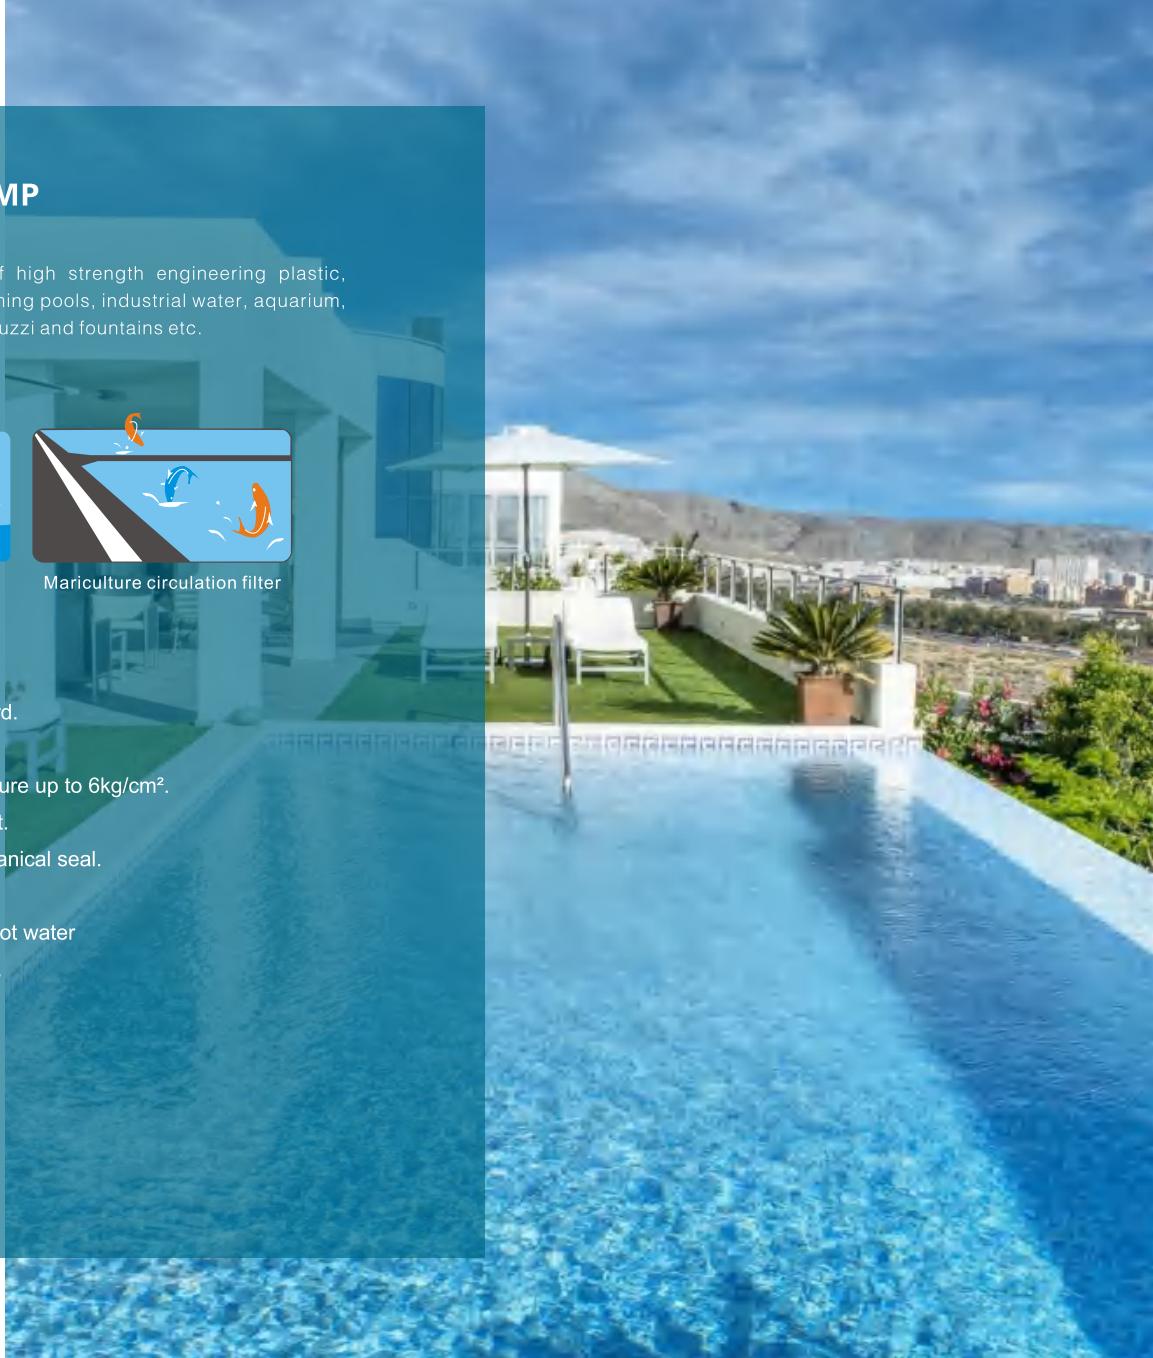 MP
f high strength engineering plastic,
ning pools, industrial water, aquarium,
uzzi and fountains etc.
Mariculture circulation filter
d.
ure up to 6kg/cm².
t.
anical seal.
ot water